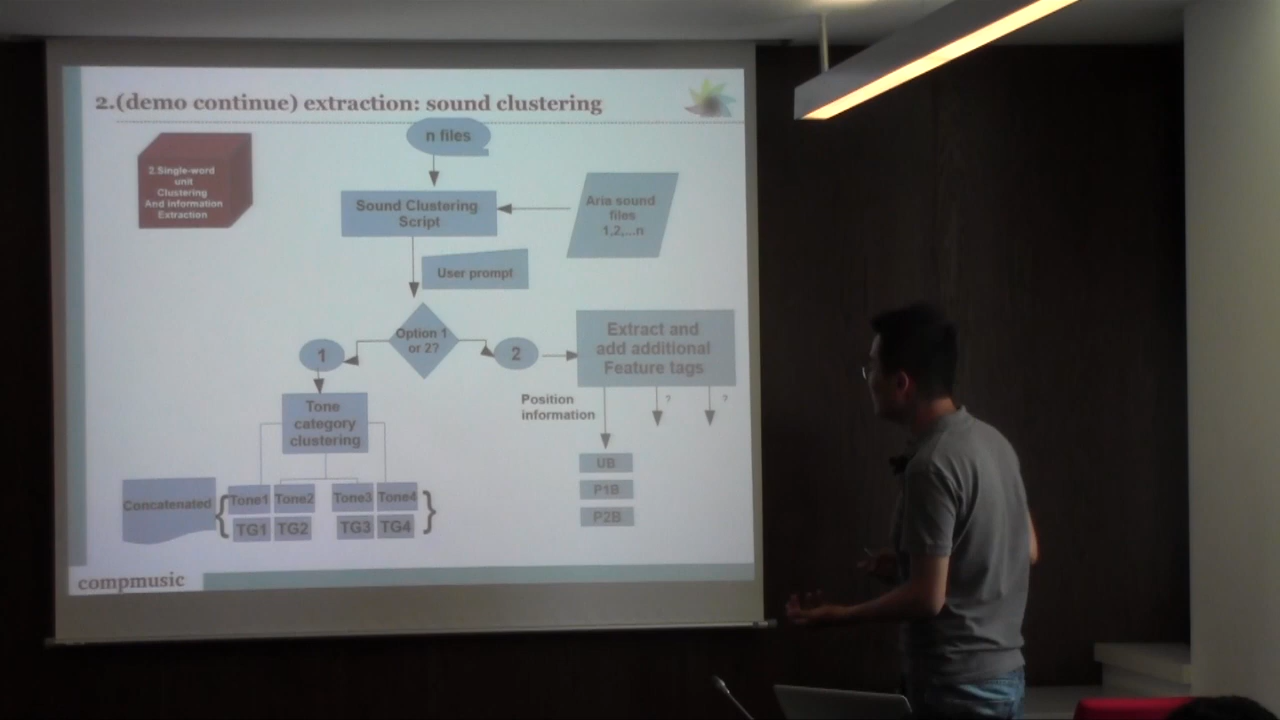 2.(demo continue) extraction: sound clustering
n files
2.Single-word
unit
Clustering
And Information
Extraction
Sound Clustering
Script
Aria sound
files
1,2,...n
User prompt
Option 1
or 2?
1
2
Extract and
add additional
Feature tags
Position
information
?
?
Tone
category
clustering
UB
P1B
P2B
Concatenated
{
Tone1
Tone2
Tone3
Tone4
}
TG1
TG2
TG3
TG4
compmusic